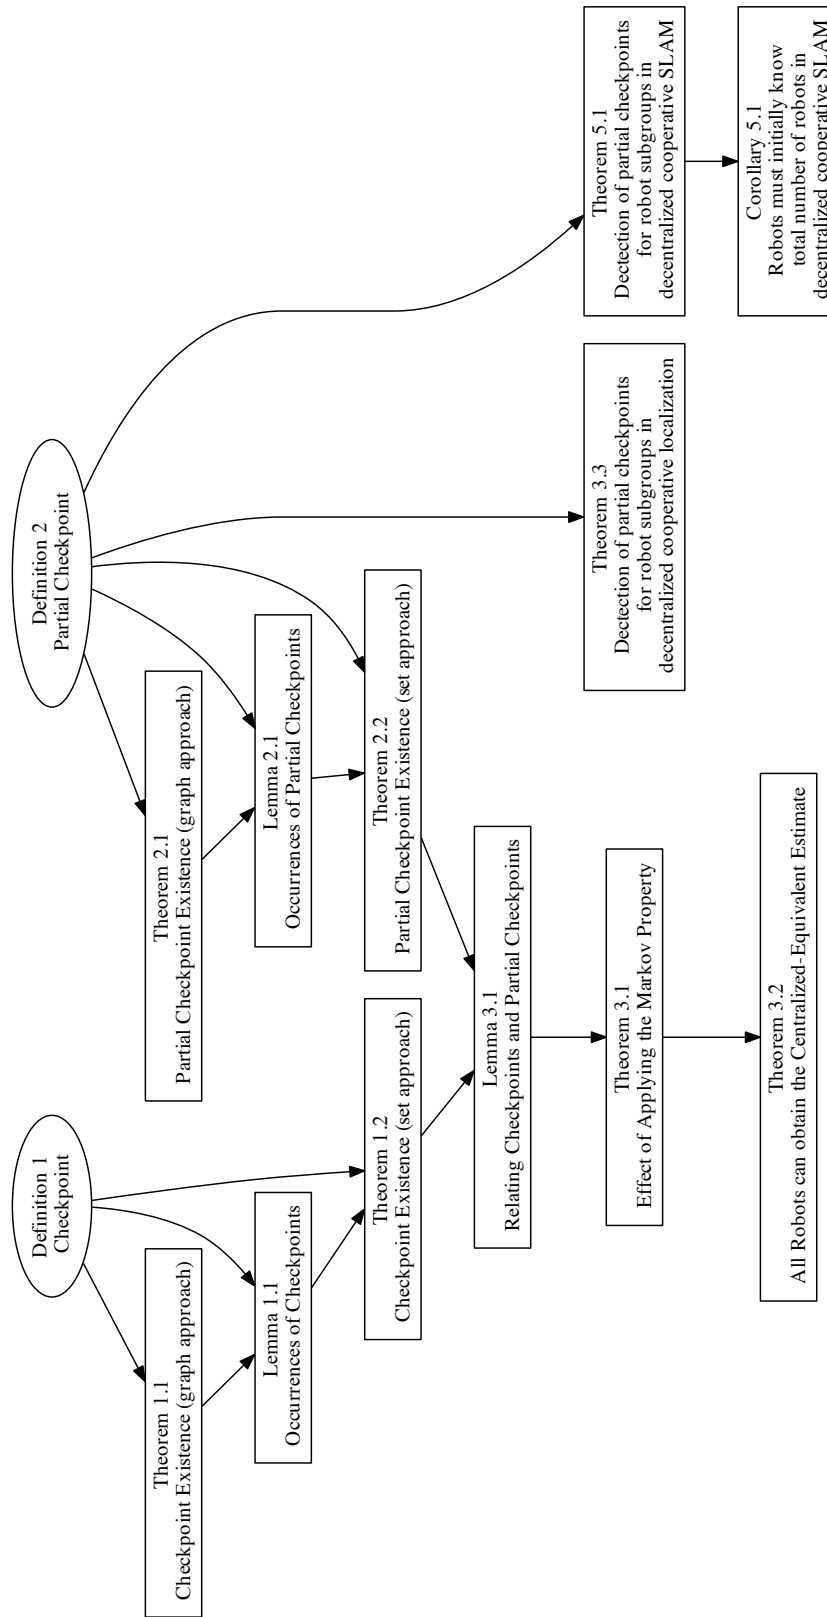 Definition 1
Checkpoint
Definition 2
Partial Checkpoint
Theorem 1.1
Checkpoint Existence (graph approach)
Theorem 2.1
Partial Checkpoint Existence (graph approach)
Lemma 1.1
Occurrences of Checkpoints
Lemma 2.1
Occurrences of Partial Checkpoints
Theorem 1.2
Checkpoint Existence (set approach)
Theorem 2.2
Partial Checkpoint Existence (set approach)
Lemma 3.1
Relating Checkpoints and Partial Checkpoints
Theorem 3.1
Effect of Applying the Markov Property
Theorem 3.3
Dectection of partial checkpoints
for robot subgroups in
decentralized cooperative localization
Theorem 5.1
Dectection of partial checkpoints
for robot subgroups in
decentralized cooperative SLAM
Theorem 3.2
All Robots can obtain the Centralized-Equivalent Estimate
Corollary 5.1
Robots must initially know
total number of robots in
decentralized cooperative SLAM